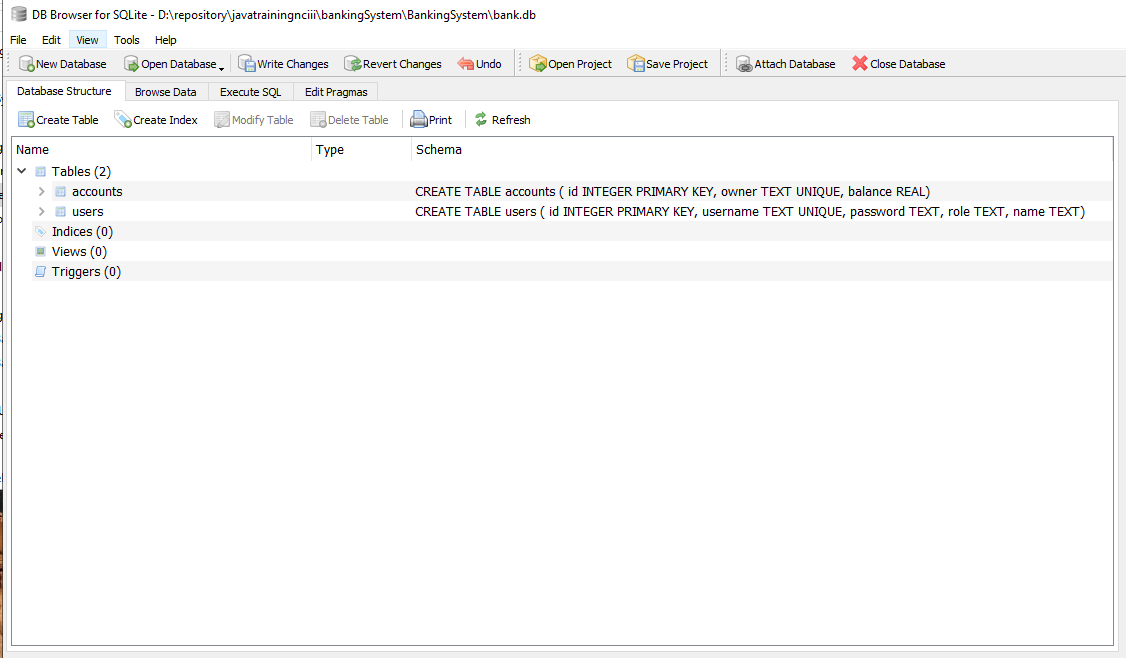 DB Browser for SQLite - D:\repository\javatrainingnciii\bankingSystem\BankingSystem\bank.db
File Edit View Tools Help
New Database Open Database Write Changes Revert Changes Undo Open Project Save Project Attach Database Close Database
Database Structure Browse Data Execute SQL Edit Pragmas
Create Table Create Index Modify Table Delete Table Print Refresh
Name Type Schema
Tables (2)
accounts CREATE TABLE accounts ( id INTEGER PRIMARY KEY, owner TEXT UNIQUE, balance REAL)
users CREATE TABLE users ( id INTEGER PRIMARY KEY, username TEXT UNIQUE, password TEXT, role TEXT, name TEXT)
Indices (0)
Views (0)
Triggers (0)